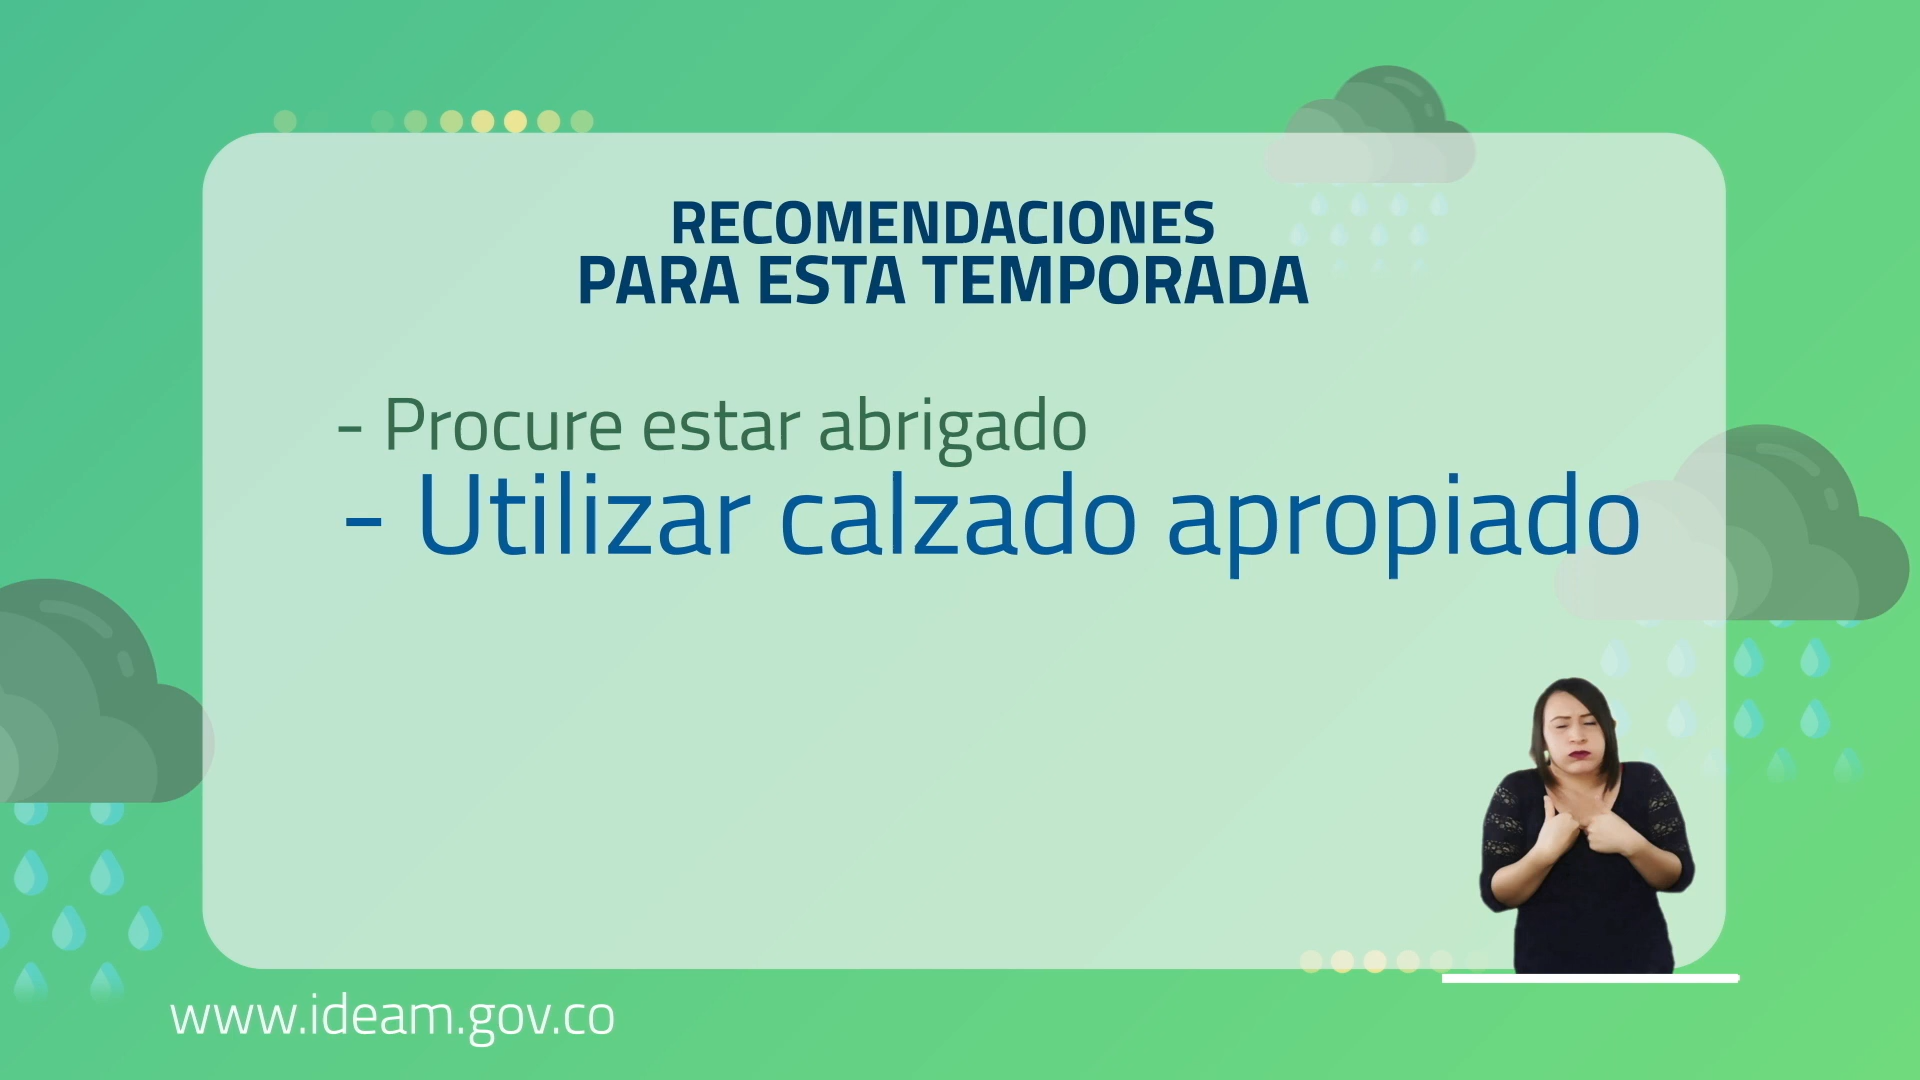 RECOMENDACIONES
PARA ESTA TEMPORADA
- Procure estar abrigado
- Utilizar calzado apropiado
www.ideam.gov.co